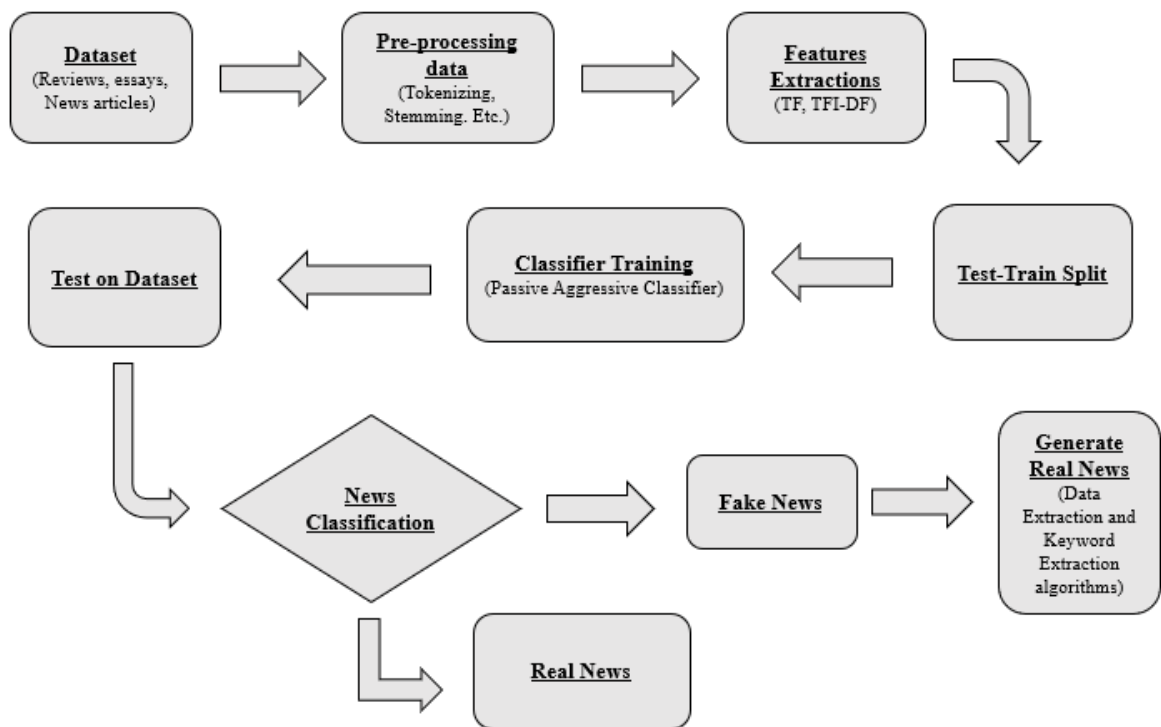 Dataset
(Reviews, essays,
News articles)
Pre-processing
data
(Tokenizing,
Stemming. Etc.)
Features
Extractions
(TF, TFI-DF)
Test-Train Split
Classifier Training
(Passive Aggressive Classifier)
Test on Dataset
News
Classification
Fake News
Generate
Real News
(Data
Extraction and
Keyword
Extraction
algorithms)
Real News